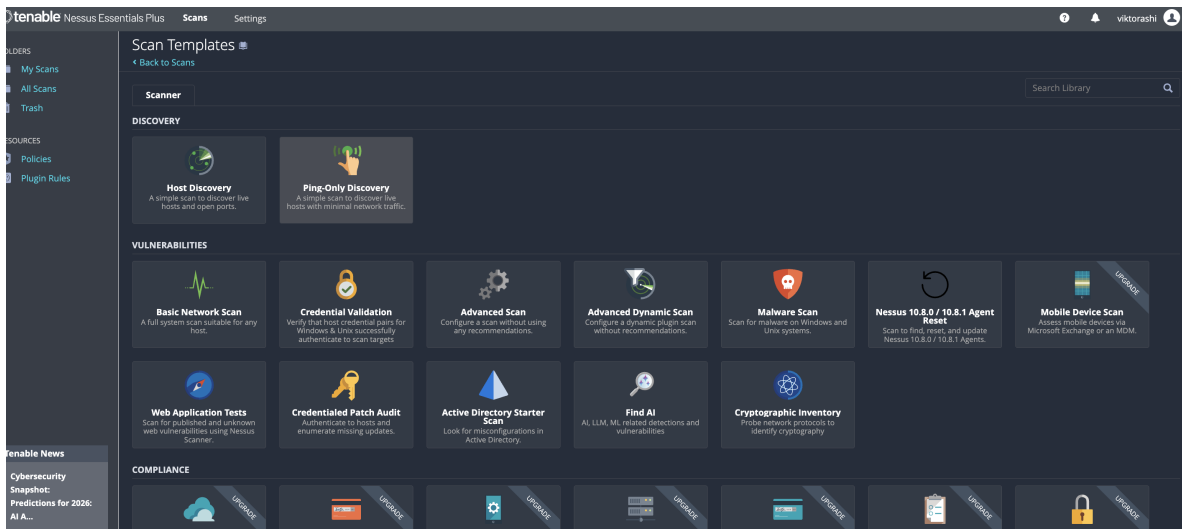 tenable Nessus Essentials Plus Scans Settings viktorashi
OLDERS
My Scans
All Scans
Trash
ESOURCES
Policies
Plugin Rules
Tenable News
Cybersecurity
Snapshot:
Predictions for 2026:
AI A...
Scan Templates
Back to Scans
Scanner
Search Library
DISCOVERY
Host Discovery
A simple scan to discover live
hosts and open ports.
Ping-Only Discovery
A simple scan to discover live
hosts with minimal network traffic.
VULNERABILITIES
Basic Network Scan
A full system scan suitable for any
host.
Credential Validation
Verify that host credential pairs for
Windows & Unix successfully
authenticate to scan targets
Advanced Scan
Configure a scan without using
any recommendations.
Advanced Dynamic Scan
Configure a dynamic plugin scan
without recommendations.
Malware Scan
Scan for malware on Windows and
Unix systems.
Nessus 10.8.0 / 10.8.1 Agent
Reset
Scan to find, reset, and update
Nessus 10.8.0 / 10.8.1 Agents.
UPGRADE
Mobile Device Scan
Assess mobile devices via
Microsoft Exchange or an MDM.
Web Application Tests
Scan for published and unknown
web vulnerabilities using Nessus
Scanner.
Credentialed Patch Audit
Authenticate to hosts and
enumerate missing updates.
Active Directory Starter
Scan
Look for misconfigurations in
Active Directory.
Find AI
AI, LLM, ML related detections and
vulnerabilities
Cryptographic Inventory
Probe network protocols to
identify cryptography
COMPLIANCE
UPGRADE
UPGRADE
UPGRADE
UPGRADE
UPGRADE
UPGRADE
UPGRADE